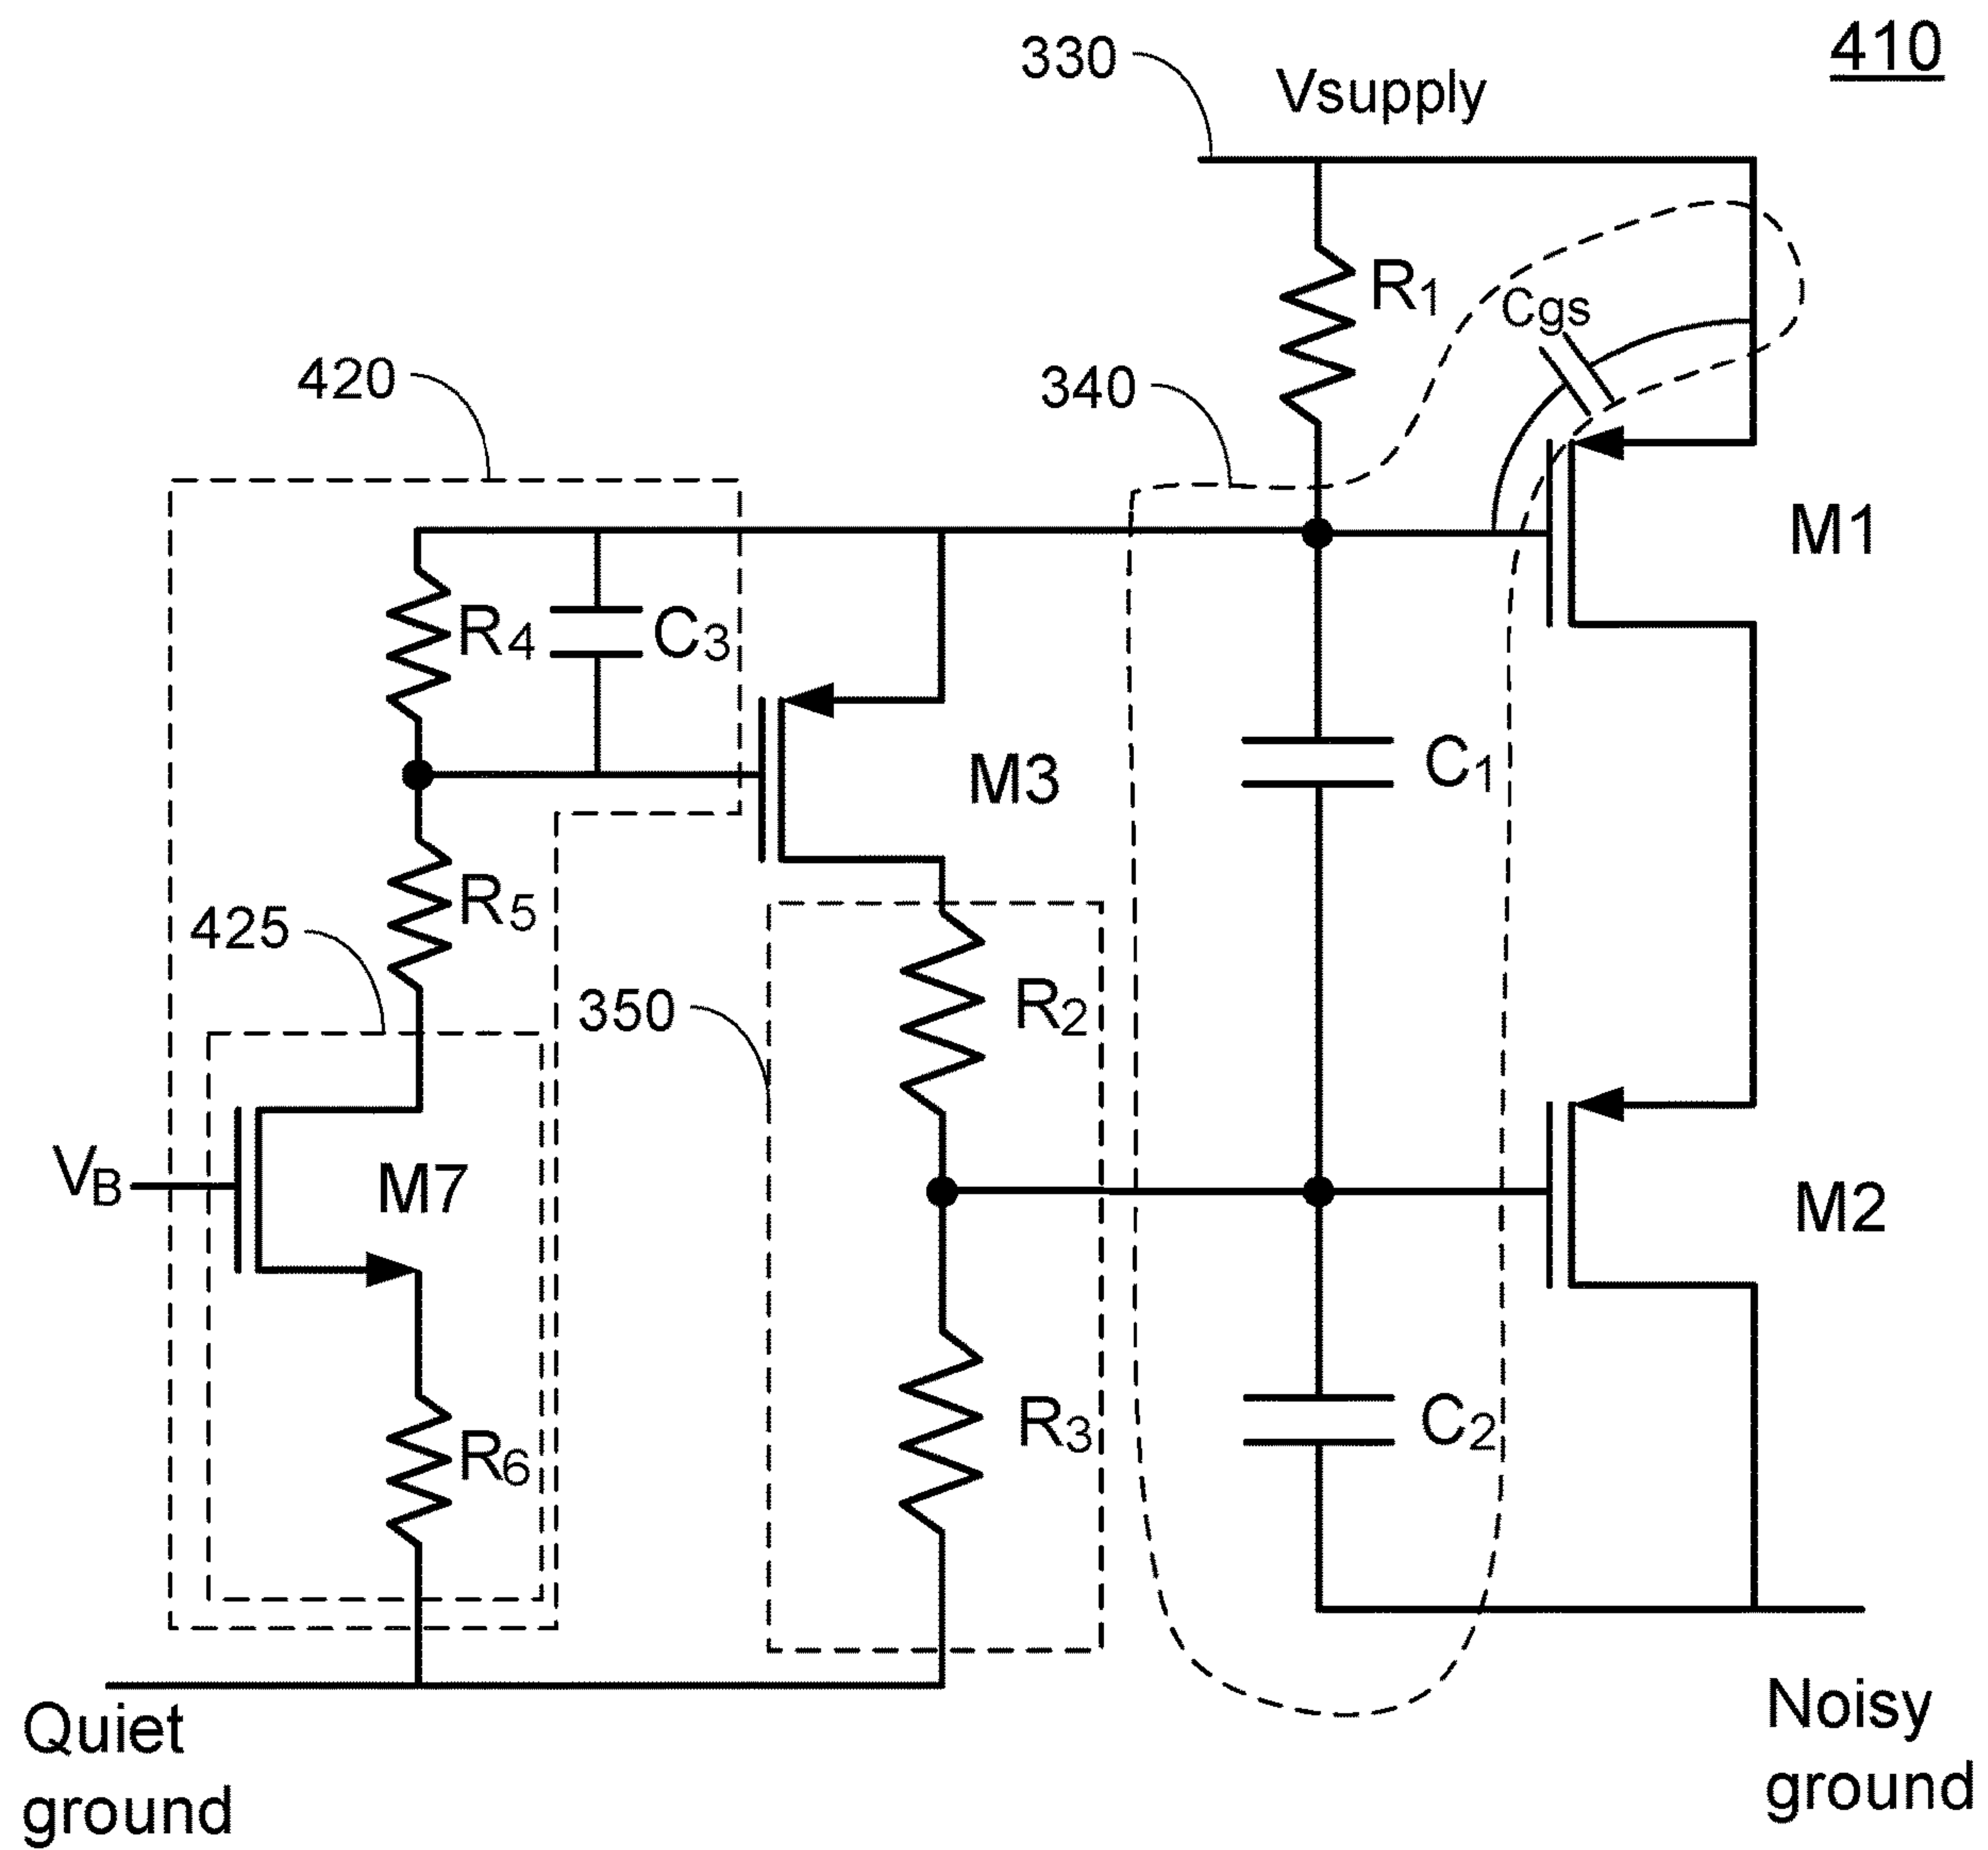 410
330
Vsupply
R1
Cgs
420
340
M1
R4
C3
M3
C1
R5
425
350
R2
VB
M7
M2
R3
C2
R6
Quiet
ground
Noisy
ground